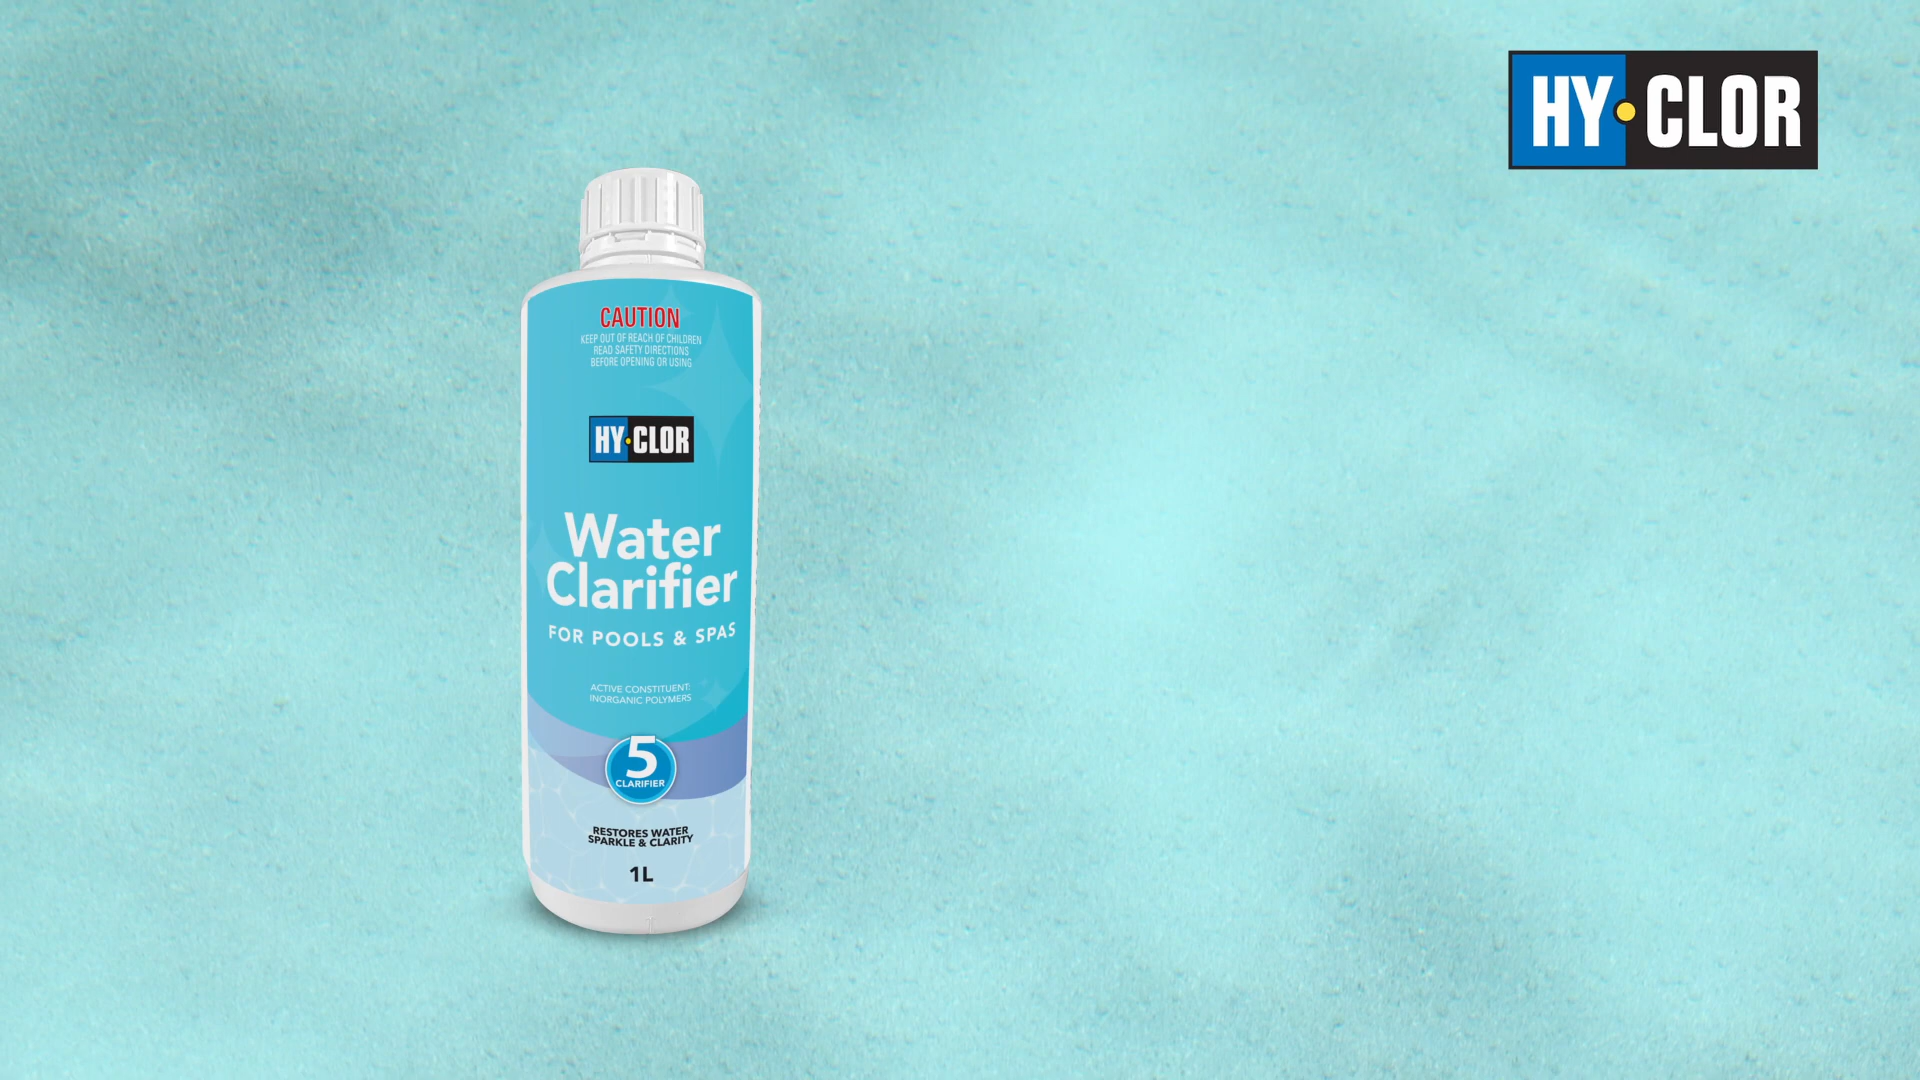 HY·CLOR
CAUTION
KEEP OUT OF REACH OF CHILDREN
READ SAFETY DIRECTIONS
BEFORE OPENING OR USING
HY·CLOR
Water
Clarifier
FOR POOLS & SPAS
ACTIVE CONSTITUENT:
INORGANIC POLYMERS
5
CLARIFIER
RESTORES WATER
SPARKLE & CLARITY
1L